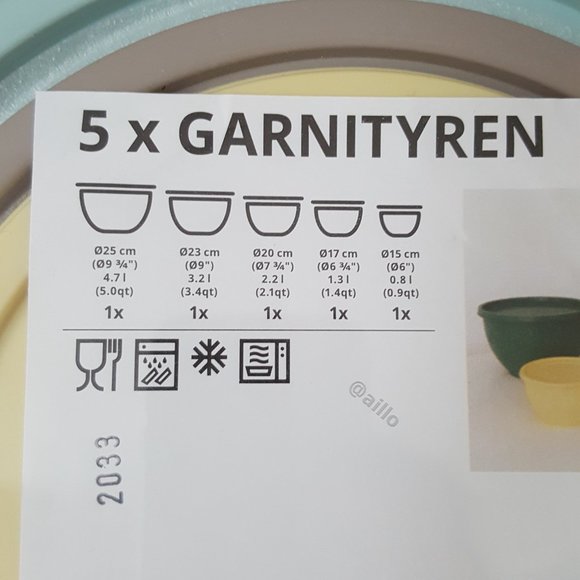 5 x GARNITYREN
Ø25 cm Ø23 cm Ø20 cm Ø17 cm Ø15 cm
(Ø9 ¾") (Ø9") (Ø7 ¾") (Ø6 ¾") (Ø6")
4.7 l 3.2 l 2.2 l 1.3 l 0.8 l
(5.0qt) (3.4qt) (2.1qt) (1.4qt) (0.9qt)
1x 1x 1x 1x 1x
@aillo
2033